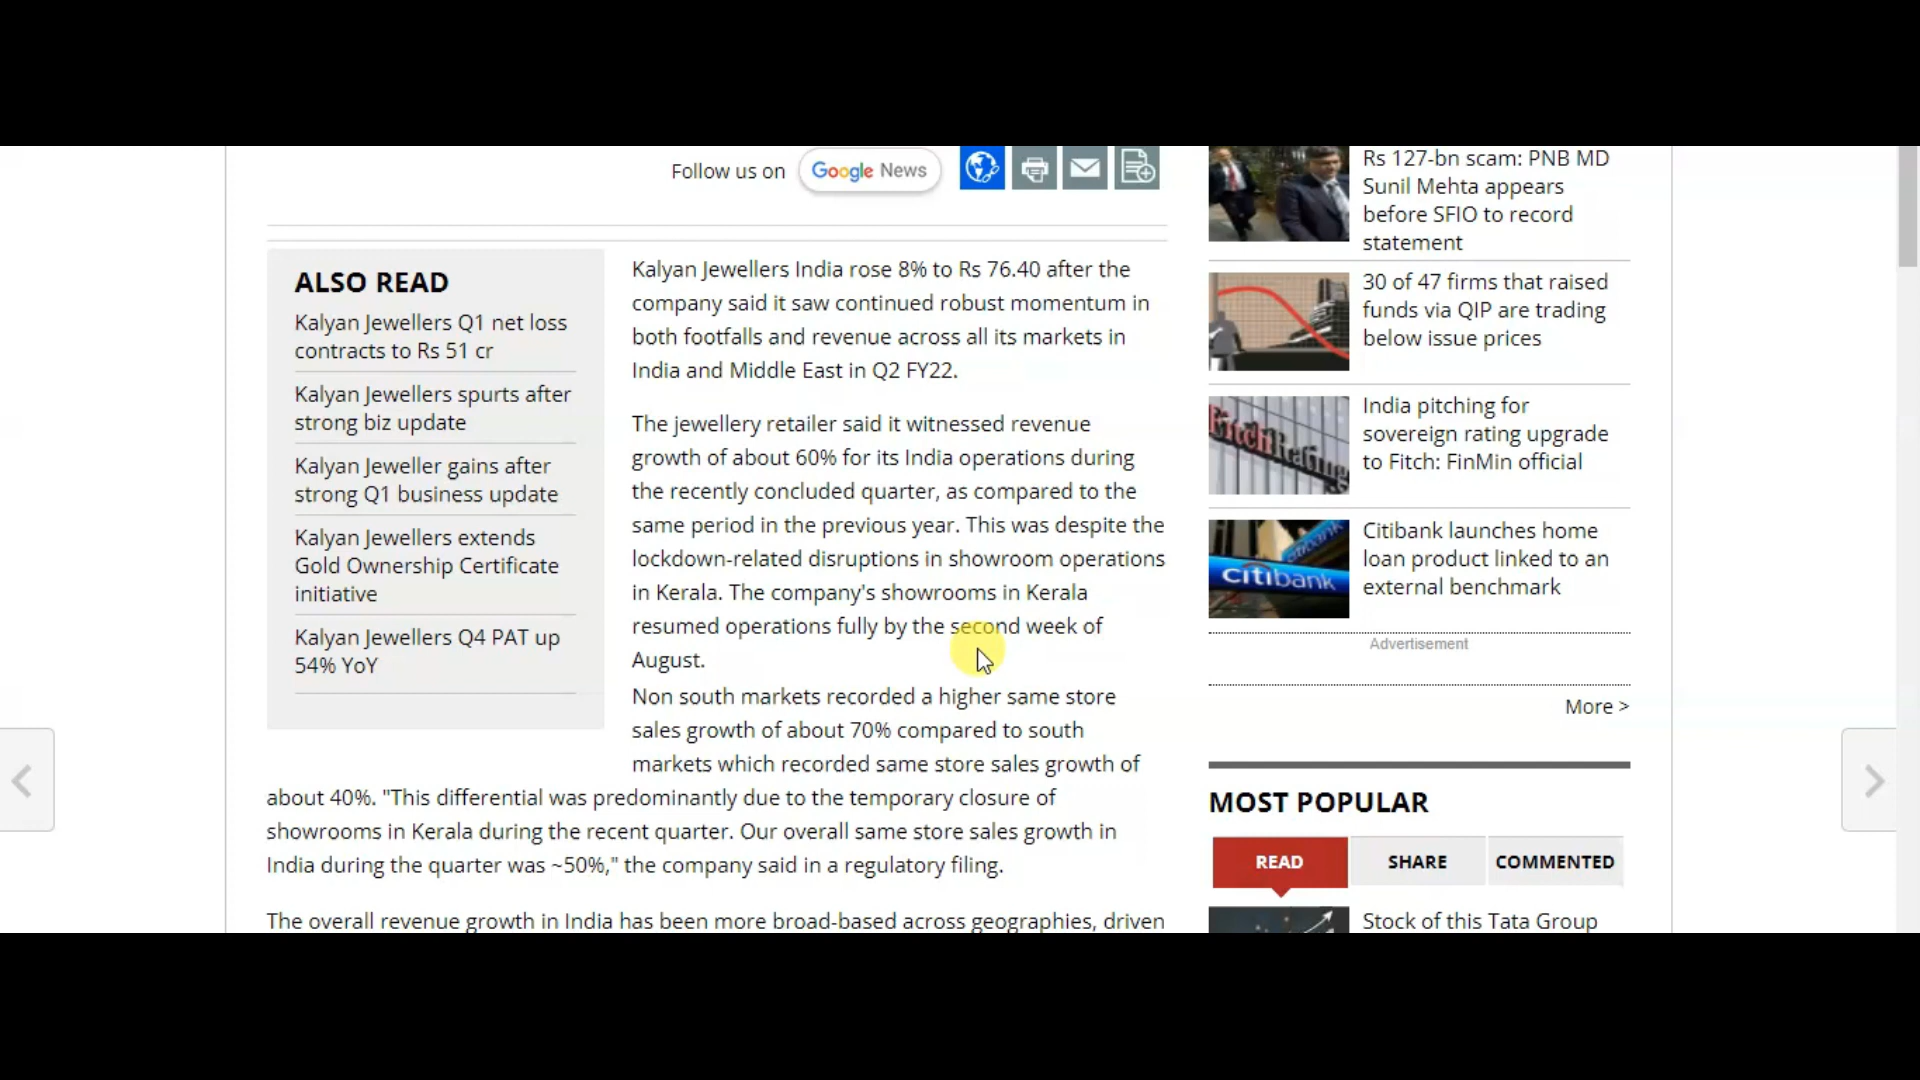 Follow us on Google News
ALSO READ
Kalyan Jewellers Q1 net loss
contracts to Rs 51 cr
Kalyan Jewellers spurts after
strong biz update
Kalyan Jeweller gains after
strong Q1 business update
Kalyan Jewellers extends
Gold Ownership Certificate
initiative
Kalyan Jewellers Q4 PAT up
54% YoY
Kalyan Jewellers India rose 8% to Rs 76.40 after the
company said it saw continued robust momentum in
both footfalls and revenue across all its markets in
India and Middle East in Q2 FY22.
The jewellery retailer said it witnessed revenue
growth of about 60% for its India operations during
the recently concluded quarter, as compared to the
same period in the previous year. This was despite the
lockdown-related disruptions in showroom operations
in Kerala. The company's showrooms in Kerala
resumed operations fully by the second week of
August.
Non south markets recorded a higher same store
sales growth of about 70% compared to south
markets which recorded same store sales growth of
about 40%. "This differential was predominantly due to the temporary closure of
showrooms in Kerala during the recent quarter. Our overall same store sales growth in
India during the quarter was ~50%," the company said in a regulatory filing.
The overall revenue growth in India has been more broad-based across geographies, driven
Rs 127-bn scam: PNB MD
Sunil Mehta appears
before SFIO to record
statement
30 of 47 firms that raised
funds via QIP are trading
below issue prices
FitchRating
India pitching for
sovereign rating upgrade
to Fitch: FinMin official
citibank
citibank
Citibank launches home
loan product linked to an
external benchmark
Advertisement
More >
MOST POPULAR
READ SHARE COMMENTED
Stock of this Tata Group